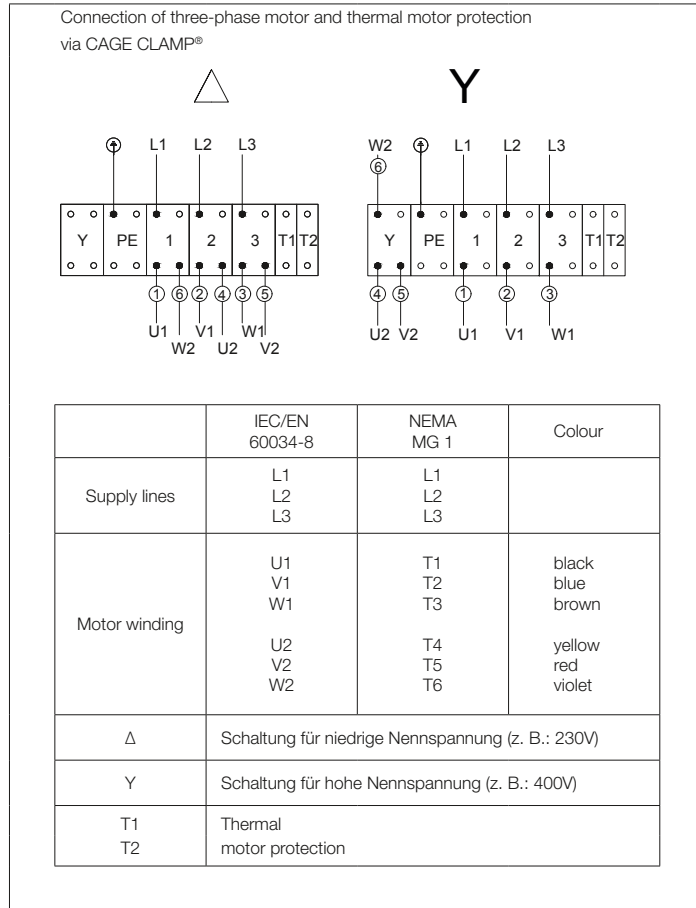 Connection of three-phase motor and thermal motor protection
via CAGE CLAMP®
△ Y
L1 L2 L3
W2 L1 L2 L3
6
Y PE 1 2 3 T1 T2
Y PE 1 2 3 T1 T2
1 6 2 4 3 5
4 5 1 2 3
U1 V1 W1
W2 U2 V2
U2 V2 U1 V1 W1
IEC/EN NEMA Colour
60034-8 MG 1
Supply lines
L1 L1
L2 L2
L3 L3
Motor winding
U1 T1 black
V1 T2 blue
W1 T3 brown
U2 T4 yellow
V2 T5 red
W2 T6 violet
Δ Schaltung für niedrige Nennspannung (z. B.: 230V)
Y Schaltung für hohe Nennspannung (z. B.: 400V)
T1 Thermal
T2 motor protection